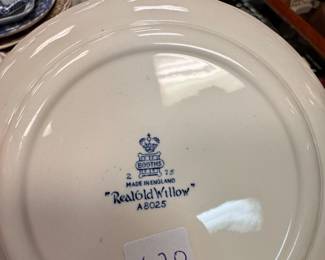 BOOTHS
2 75
MADE IN ENGLAND
"Real Old Willow"
A8025